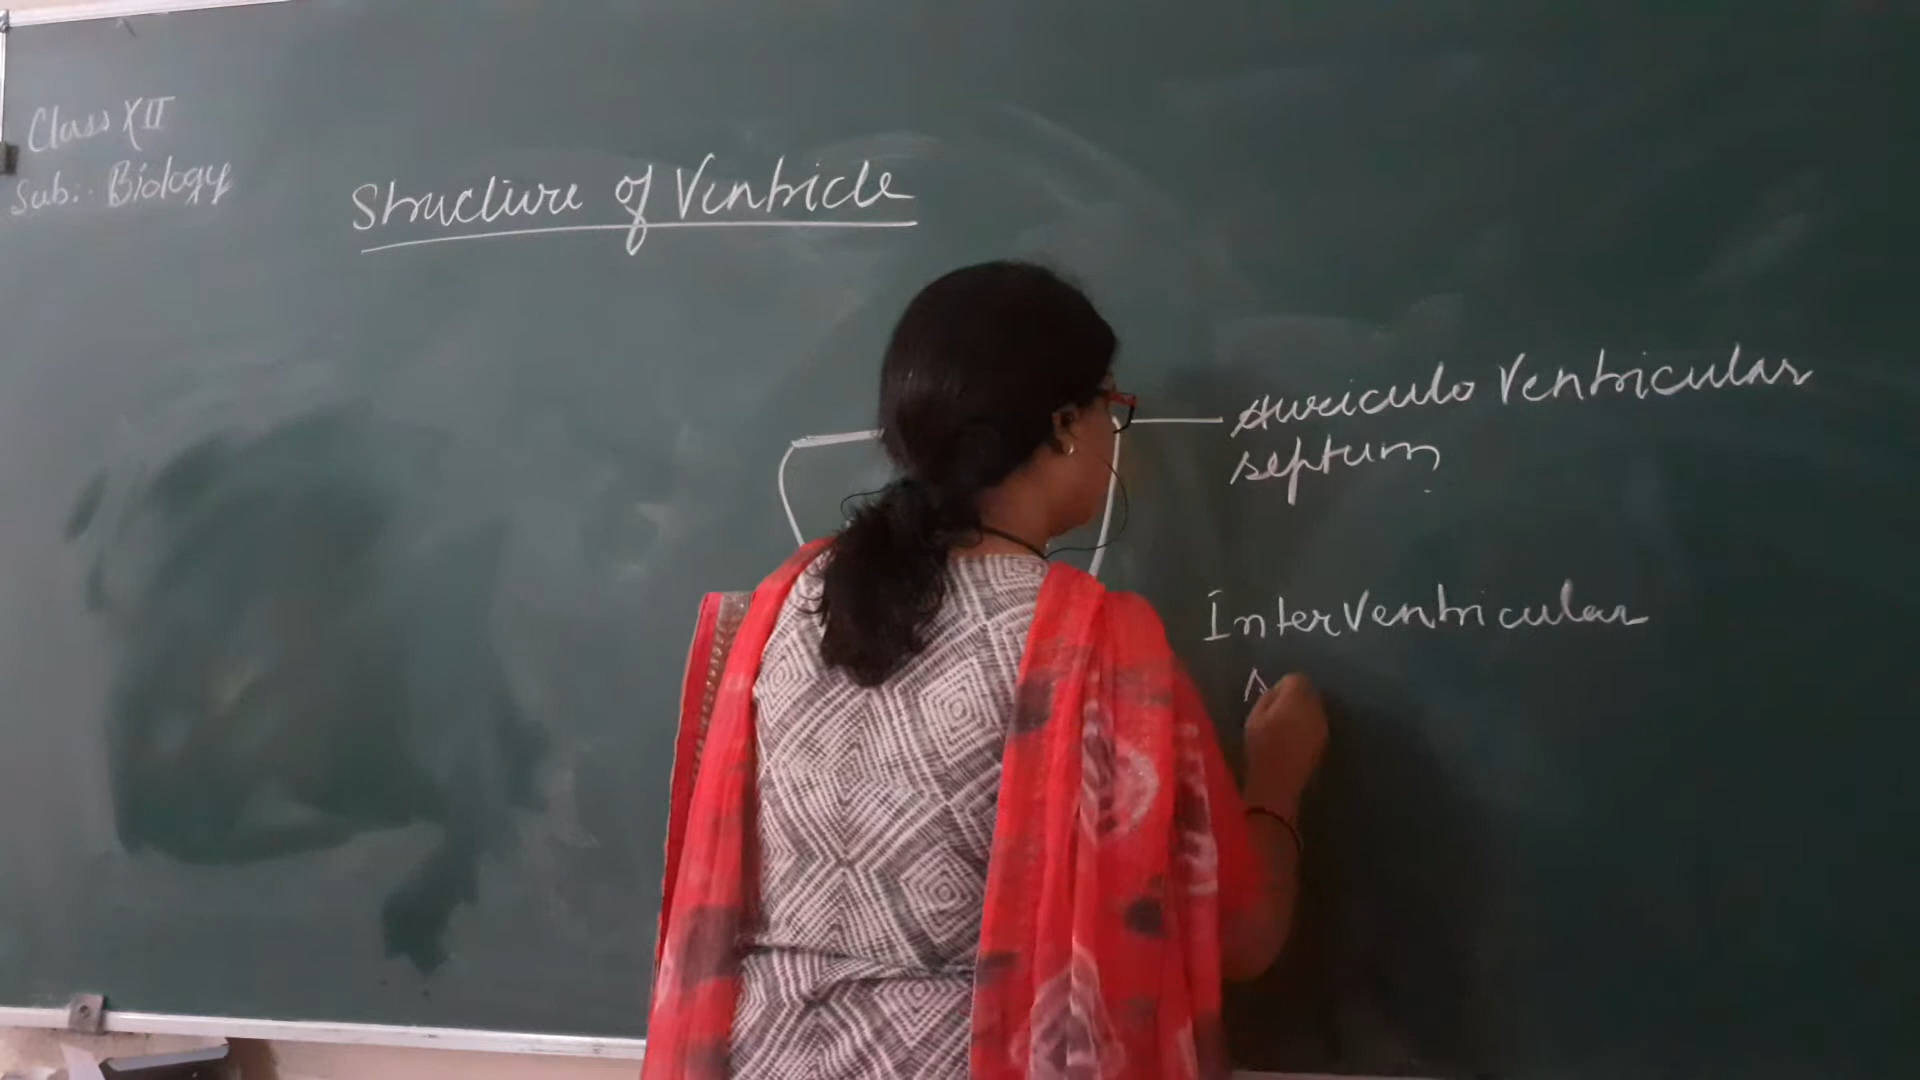 Class XII
Sub:- Biology
Structure of Ventricle
Auriculo Ventricular
septum
InterVentricular
s